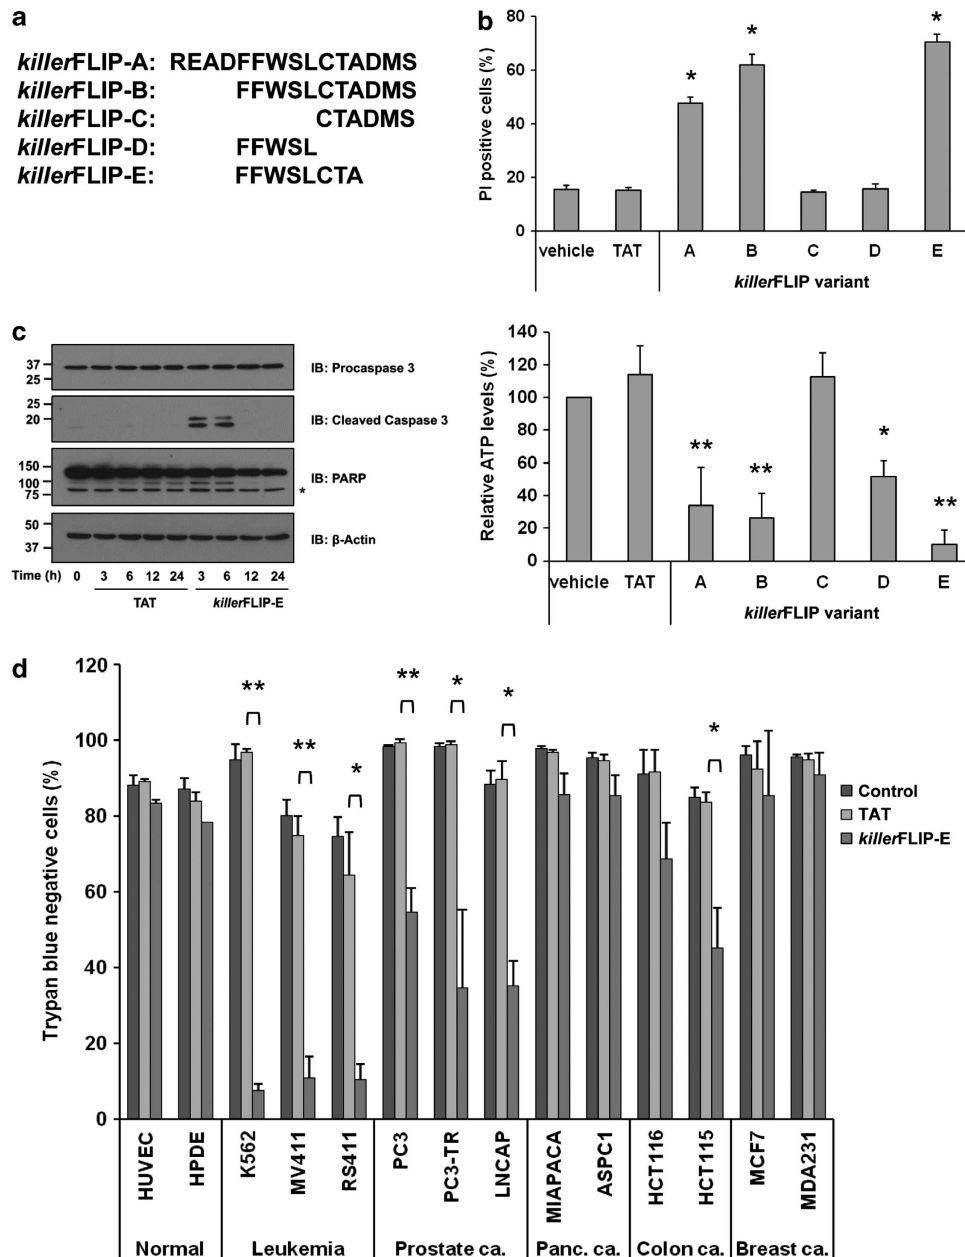 a
killerFLIP-A: READFFWSLCTADMS
killerFLIP-B: FFWSLCTADMS
killerFLIP-C: CTADMS
killerFLIP-D: FFWSL
killerFLIP-E: FFWSLCTA
b
PI positive cells (%)
80
60
40
20
0
* * *
vehicle TAT A B C D E
killerFLIP variant
c
37
25
IB: Procaspase 3
25
20
IB: Cleaved Caspase 3
150
100
75
IB: PARP
*
50
37
IB: β-Actin
Time (h) 0 3 6 12 24 3 6 12 24
TAT killerFLIP-E
Relative ATP levels (%)
140
120
100
80
60
40
20
0
** ** * **
vehicle TAT A B C D E
killerFLIP variant
d
Trypan blue negative cells (%)
120
100
80
60
40
20
0
** ** * ** * * *
Control
TAT
killerFLIP-E
HUVEC HPDE K562 MV411 RS411 PC3 PC3-TR LNCAP MIAPACA ASPC1 HCT116 HCT115 MCF7 MDA231
Normal Leukemia Prostate ca. Panc. ca. Colon ca. Breast ca.